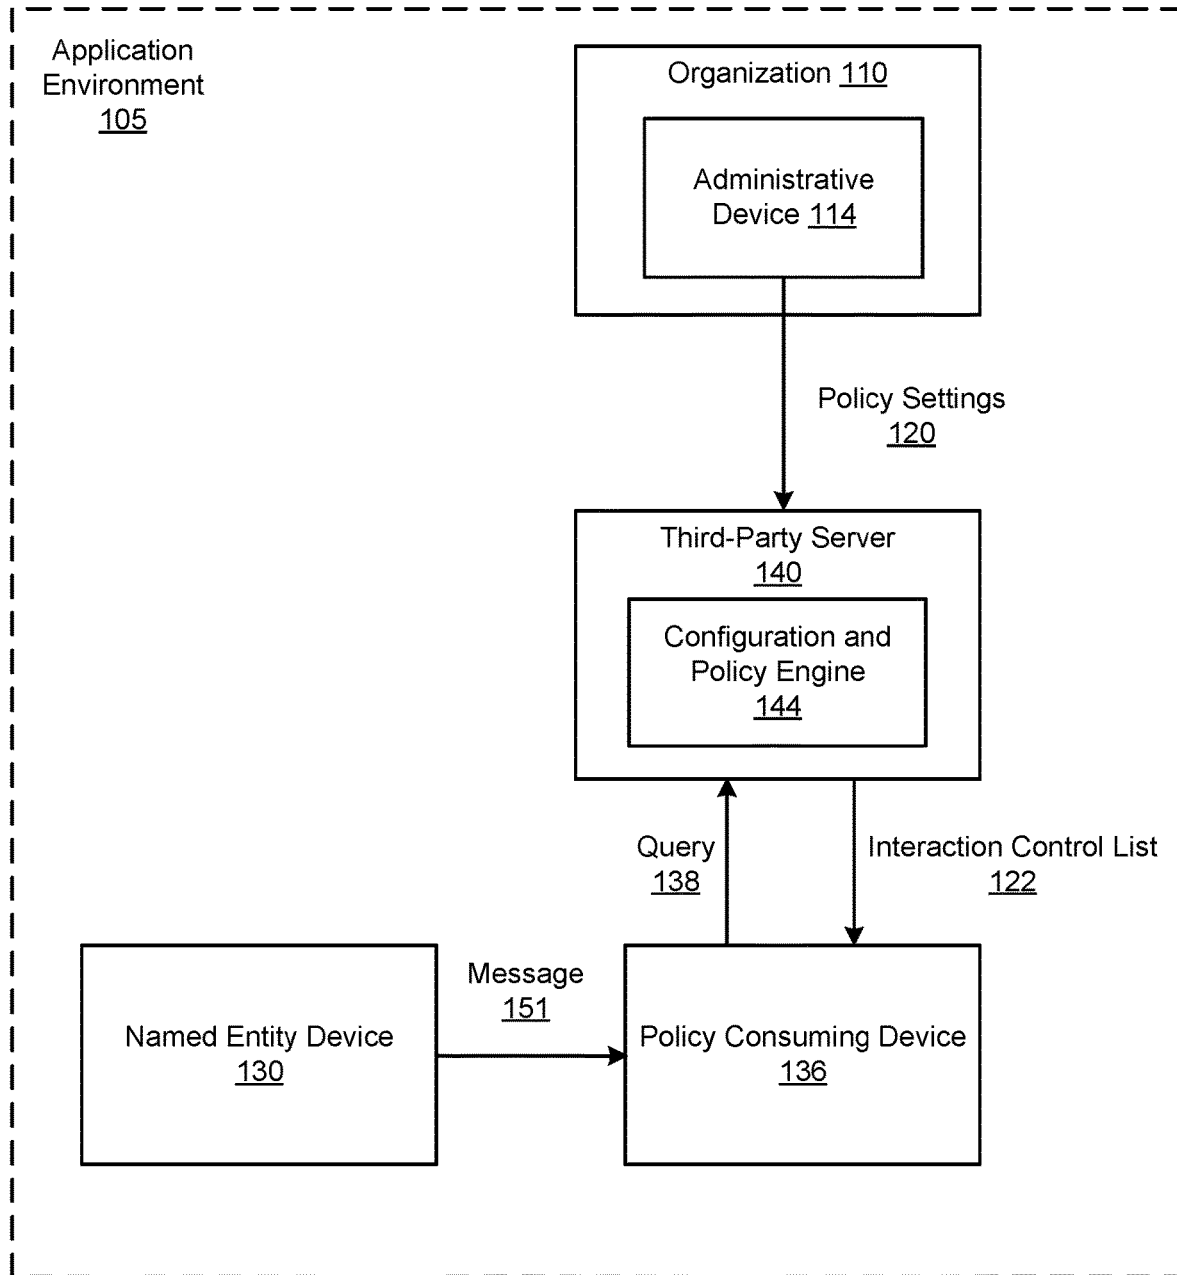 Application
Environment
105
Organization 110
Administrative
Device 114
Policy Settings
120
Third-Party Server
140
Configuration and
Policy Engine
144
Query
138
Interaction Control List
122
Message
151
Named Entity Device
130
Policy Consuming Device
136